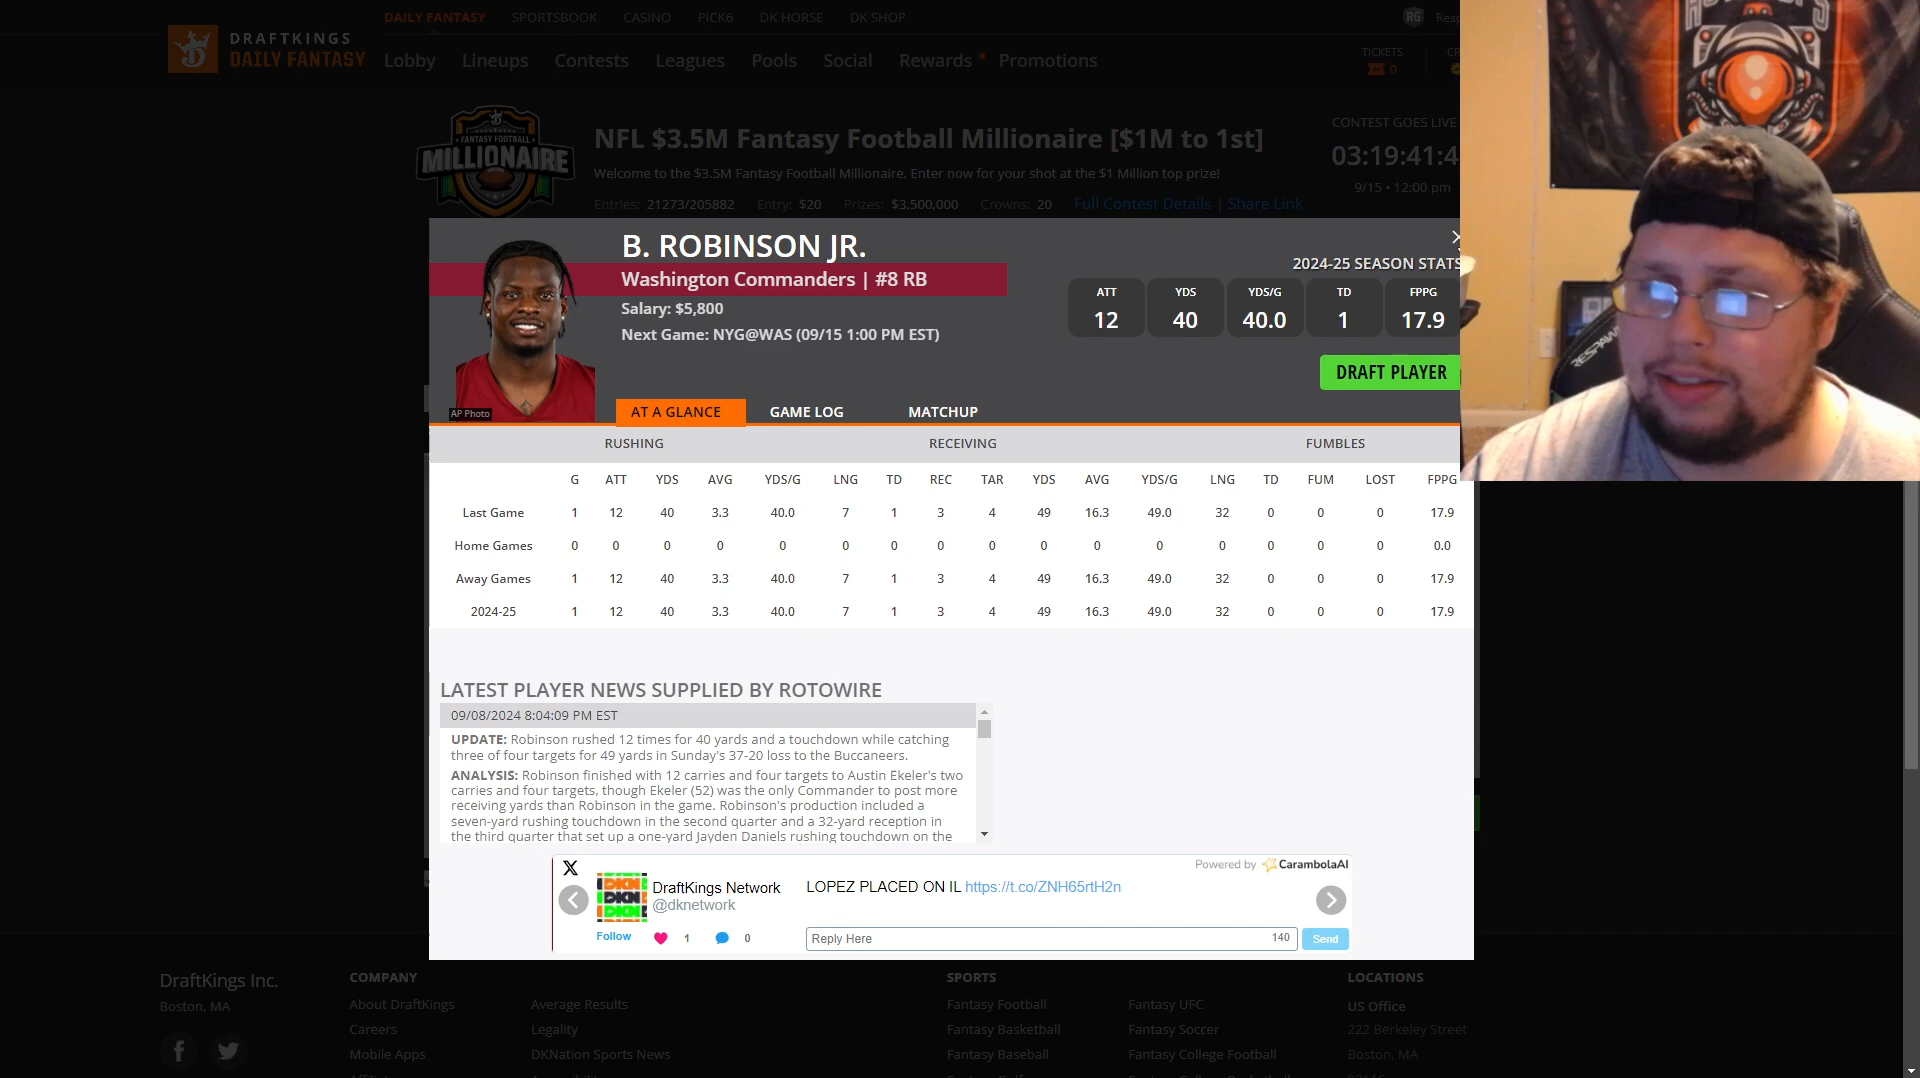 DAILY FANTASY SPORTSBOOK CASINO PICK6 DK HORSE DK SHOP
RG Resp
DRAFTKINGS
DAILY FANTASY
Lobby Lineups Contests Leagues Pools Social Rewards Promotions
TICKETS CR
0
FANTASY FOOTBALL
MILLIONAIRE
NFL $3.5M Fantasy Football Millionaire [$1M to 1st]
Welcome to the $3.5M Fantasy Football Millionaire. Enter now for your shot at the $1 Million top prize!
Entries: 21273/205882 Entry: $20 Prizes: $3,500,000 Crowns: 20 Full Contest Details | Share Link
CONTEST GOES LIVE
03:19:41:4
9/15 • 12:00 pm
B. ROBINSON JR.
Washington Commanders | #8 RB
Salary: $5,800
Next Game: NYG@WAS (09/15 1:00 PM EST)
AP Photo
2024-25 SEASON STATS
ATT YDS YDS/G TD FPPG
12 40 40.0 1 17.9
DRAFT PLAYER
AT A GLANCE GAME LOG MATCHUP
RUSHING RECEIVING FUMBLES
G ATT YDS AVG YDS/G LNG TD REC TAR YDS AVG YDS/G LNG TD FUM LOST FPPG
Last Game 1 12 40 3.3 40.0 7 1 3 4 49 16.3 49.0 32 0 0 0 17.9
Home Games 0 0 0 0 0 0 0 0 0 0 0 0 0 0 0 0 0.0
Away Games 1 12 40 3.3 40.0 7 1 3 4 49 16.3 49.0 32 0 0 0 17.9
2024-25 1 12 40 3.3 40.0 7 1 3 4 49 16.3 49.0 32 0 0 0 17.9
LATEST PLAYER NEWS SUPPLIED BY ROTOWIRE
09/08/2024 8:04:09 PM EST
UPDATE: Robinson rushed 12 times for 40 yards and a touchdown while catching
three of four targets for 49 yards in Sunday's 37-20 loss to the Buccaneers.
ANALYSIS: Robinson finished with 12 carries and four targets to Austin Ekeler's two
carries and four targets, though Ekeler (52) was the only Commander to post more
receiving yards than Robinson in the game. Robinson's production included a
seven-yard rushing touchdown in the second quarter and a 32-yard reception in
the third quarter that set up a one-yard Jayden Daniels rushing touchdown on the
Powered by CarambolaAI
DKN
DKN
DKN
DraftKings Network
@dknetwork
LOPEZ PLACED ON IL https://t.co/ZNH65rtH2n
Follow 1 0
Reply Here 140 Send
RESPAWN
DraftKings Inc.
Boston, MA
COMPANY
About DraftKings Average Results
Careers Legality
Mobile Apps DKNation Sports News
SPORTS
Fantasy Football Fantasy UFC
Fantasy Basketball Fantasy Soccer
Fantasy Baseball Fantasy College Football
LOCATIONS
US Office
222 Berkeley Street
Boston, MA